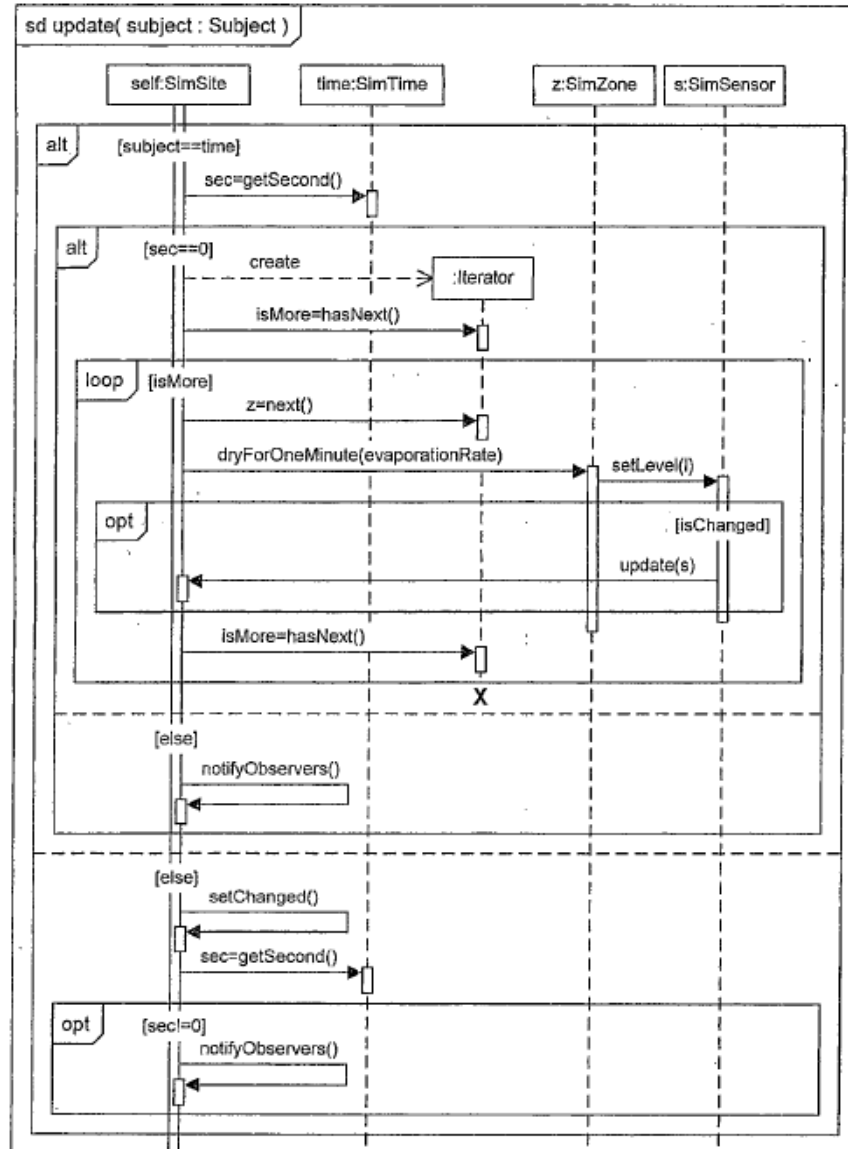 sd update( subject : Subject )
self:SimSite
time:SimTime
z:SimZone
s:SimSensor
alt
[subject==time]
sec=getSecond()
alt
[sec==0]
create
:Iterator
isMore=hasNext()
loop
[isMore]
z=next()
dryForOneMinute(evaporationRate)
setLevel(l)
opt
[isChanged]
update(s)
isMore=hasNext()
X
[else]
notifyObservers()
[else]
setChanged()
sec=getSecond()
opt
[sec!=0]
notifyObservers()